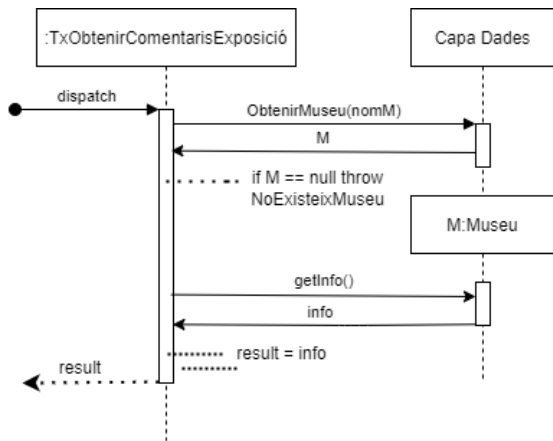 :TxObtenirComentarisExposició
Capa Dades
dispatch
ObtenirMuseu(nomM)
M
if M == null throw
NoExisteixMuseu
M:Museu
getInfo()
info
result = info
result